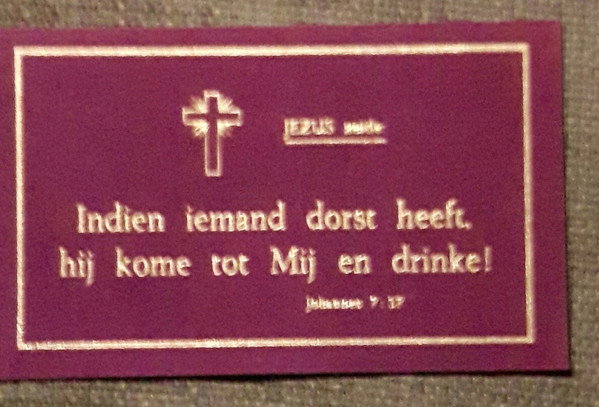 JEZUS zeide
Indien iemand dorst heeft,
hij kome tot Mij en drinke!
Johannes 7:37